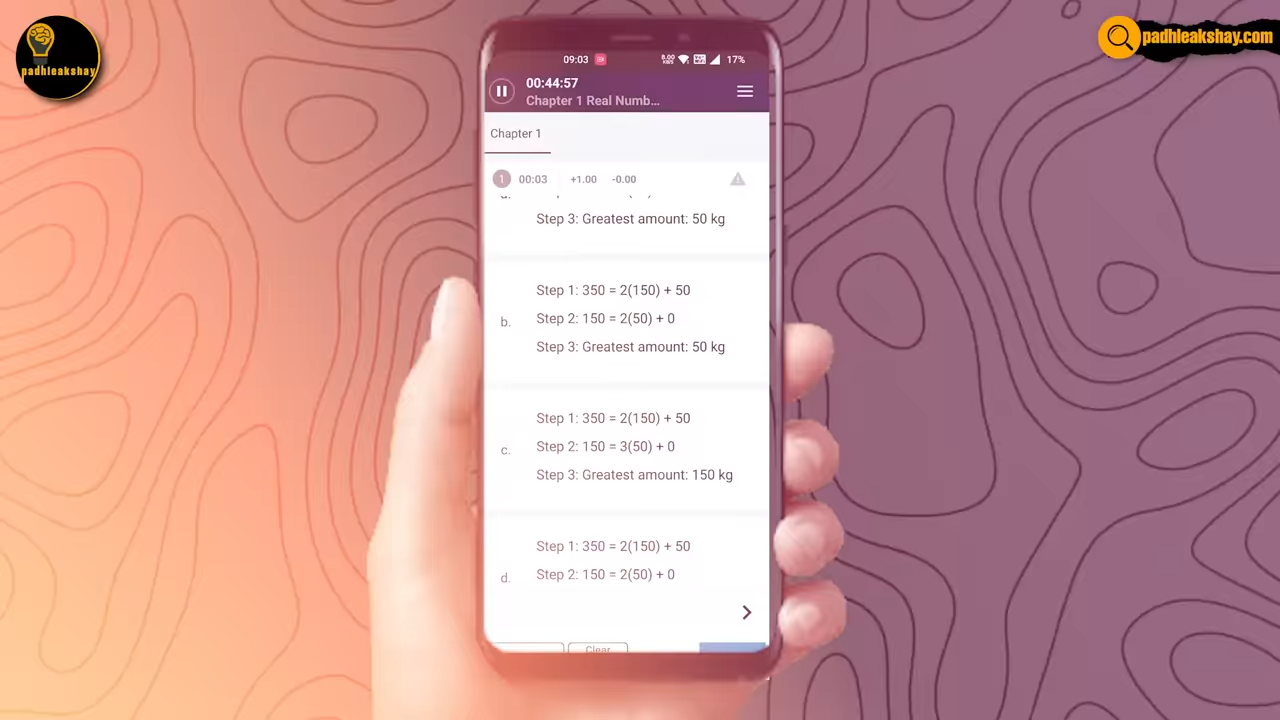 padhleakshay
padhleakshay.com
09:03
17%
00:44:57
Chapter 1 Real Numb...
Chapter 1
1 00:03 +1.00 -0.00
Step 3: Greatest amount: 50 kg
b.
Step 1: 350 = 2(150) + 50
Step 2: 150 = 2(50) + 0
Step 3: Greatest amount: 50 kg
c.
Step 1: 350 = 2(150) + 50
Step 2: 150 = 3(50) + 0
Step 3: Greatest amount: 150 kg
d.
Step 1: 350 = 2(150) + 50
Step 2: 150 = 2(50) + 0
Clear